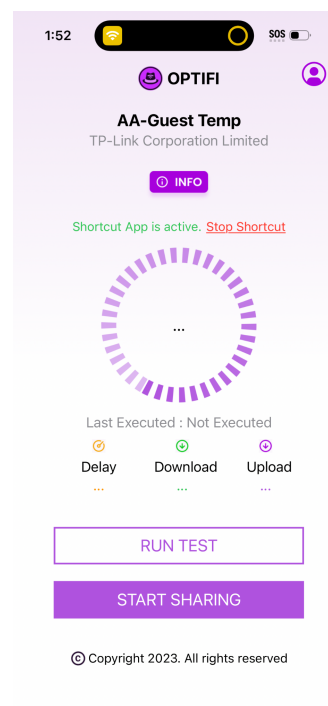 1:52
SOS
OPTIFI
AA-Guest Temp
TP-Link Corporation Limited
INFO
Shortcut App is active. Stop Shortcut
...
Last Executed : Not Executed
Delay Download Upload
... ... ...
RUN TEST
START SHARING
© Copyright 2023. All rights reserved